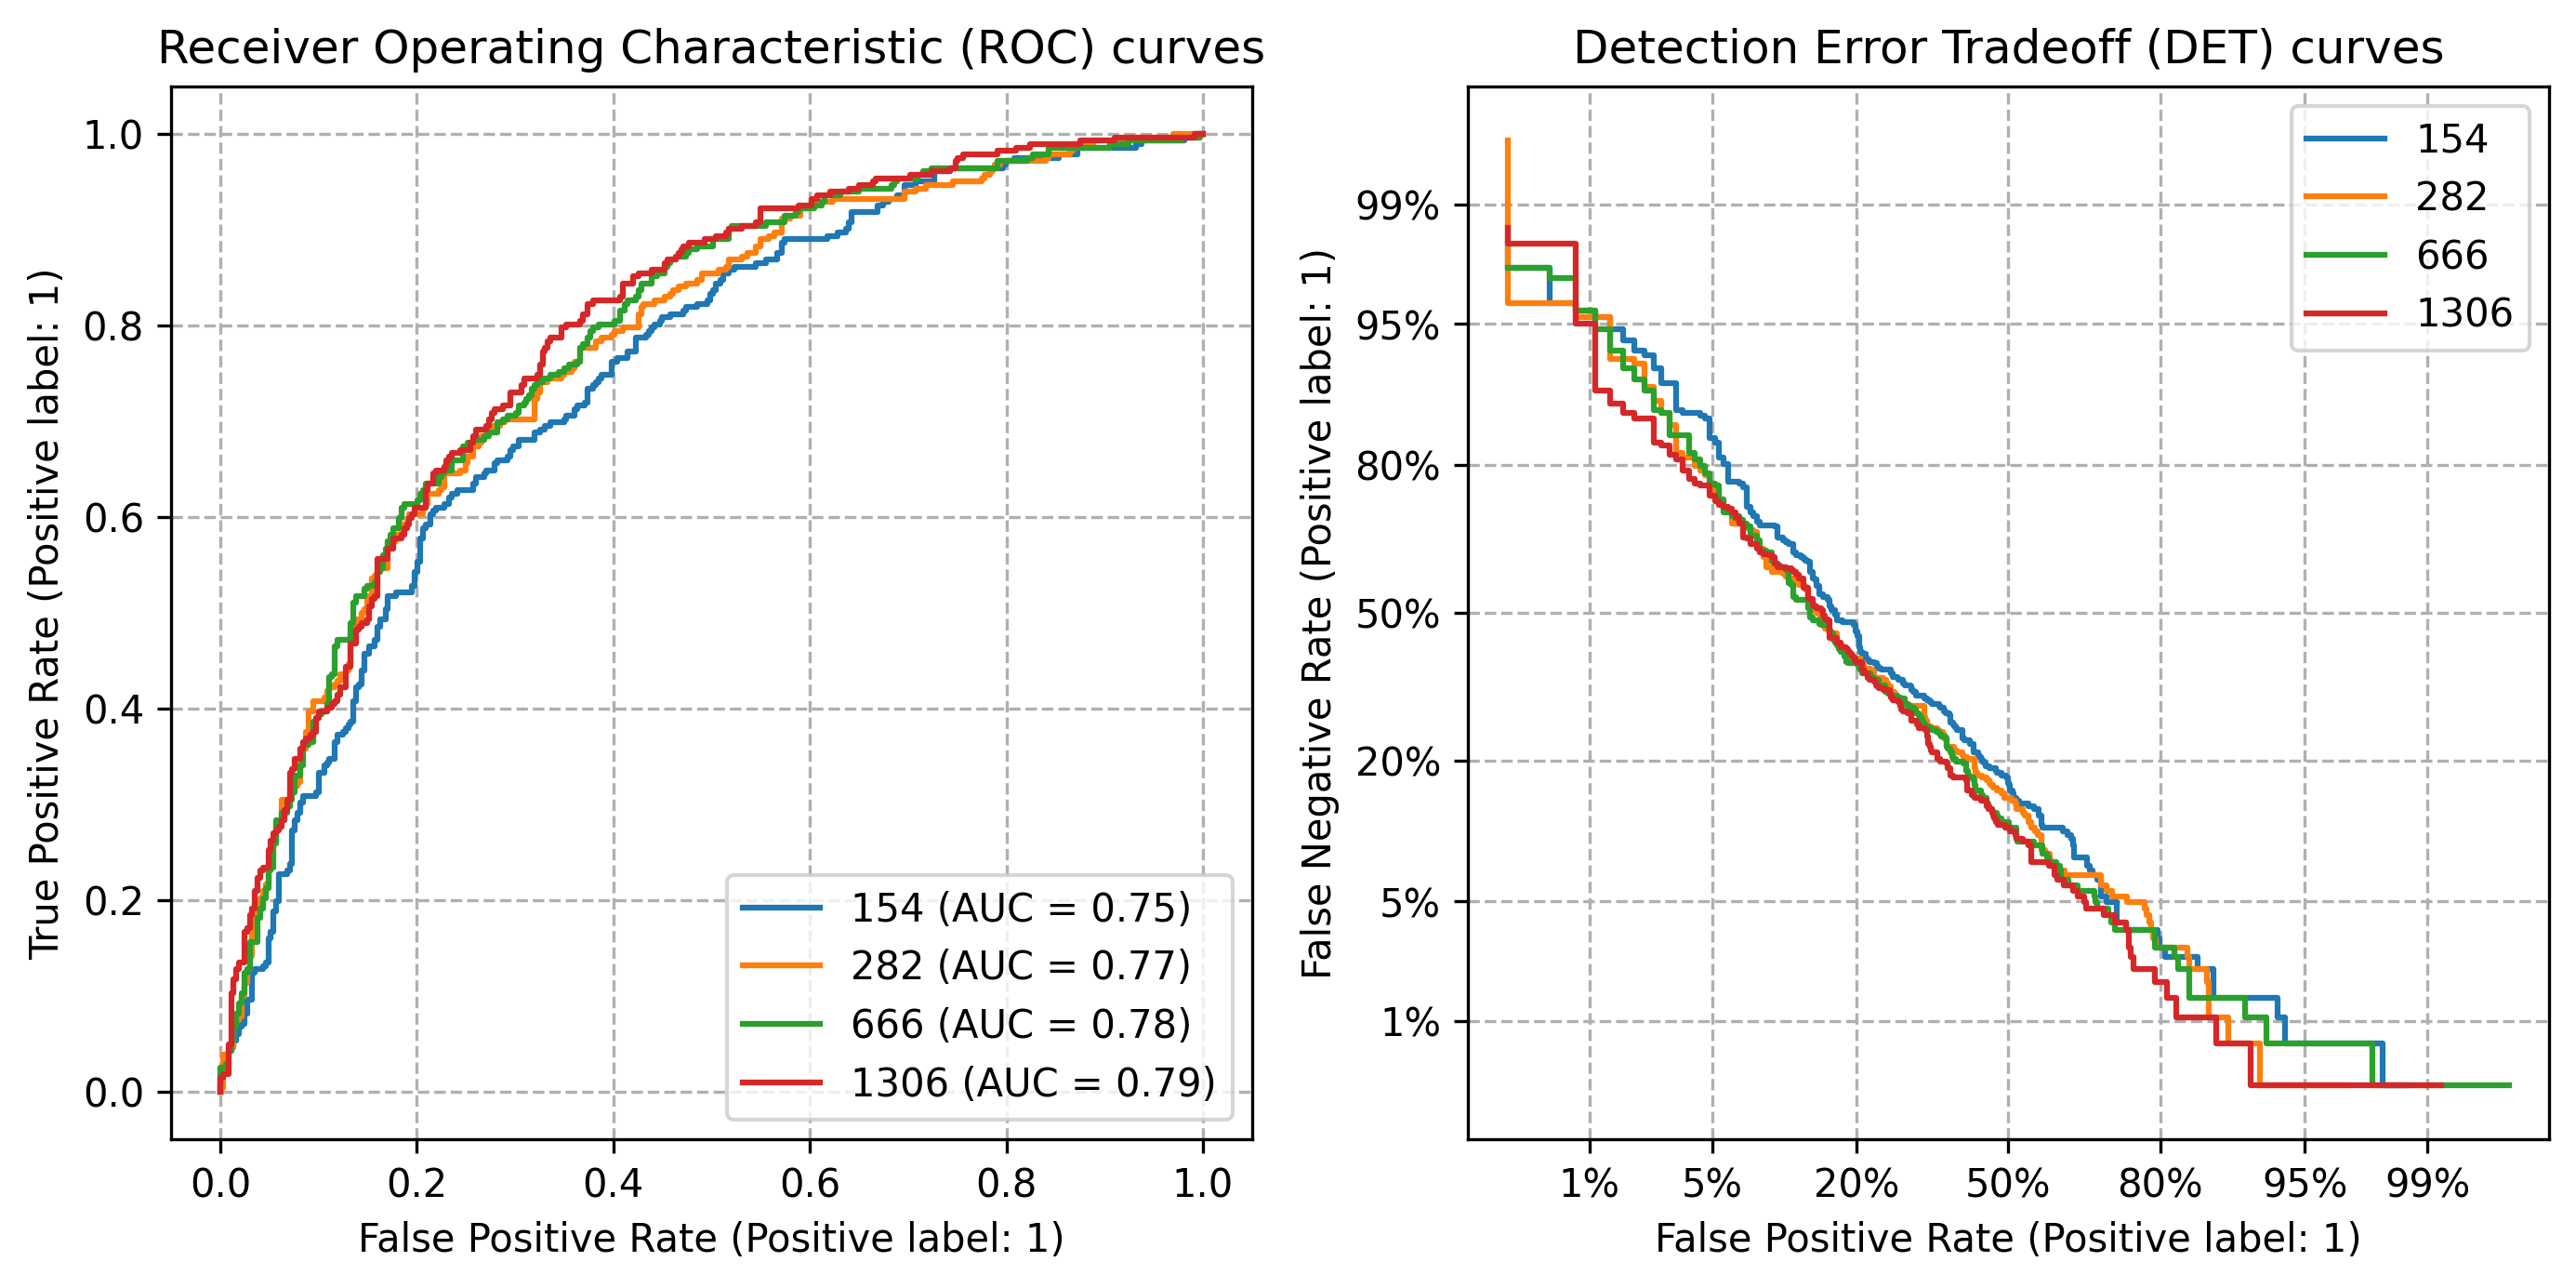 Receiver Operating Characteristic (ROC) curves
True Positive Rate (Positive label: 1)
1.0
0.8
0.6
0.4
0.2
0.0
154 (AUC = 0.75)
282 (AUC = 0.77)
666 (AUC = 0.78)
1306 (AUC = 0.79)
0.0 0.2 0.4 0.6 0.8 1.0
False Positive Rate (Positive label: 1)
Detection Error Tradeoff (DET) curves
False Negative Rate (Positive label: 1)
99%
95%
80%
50%
20%
5%
1%
154
282
666
1306
1% 5% 20% 50% 80% 95% 99%
False Positive Rate (Positive label: 1)